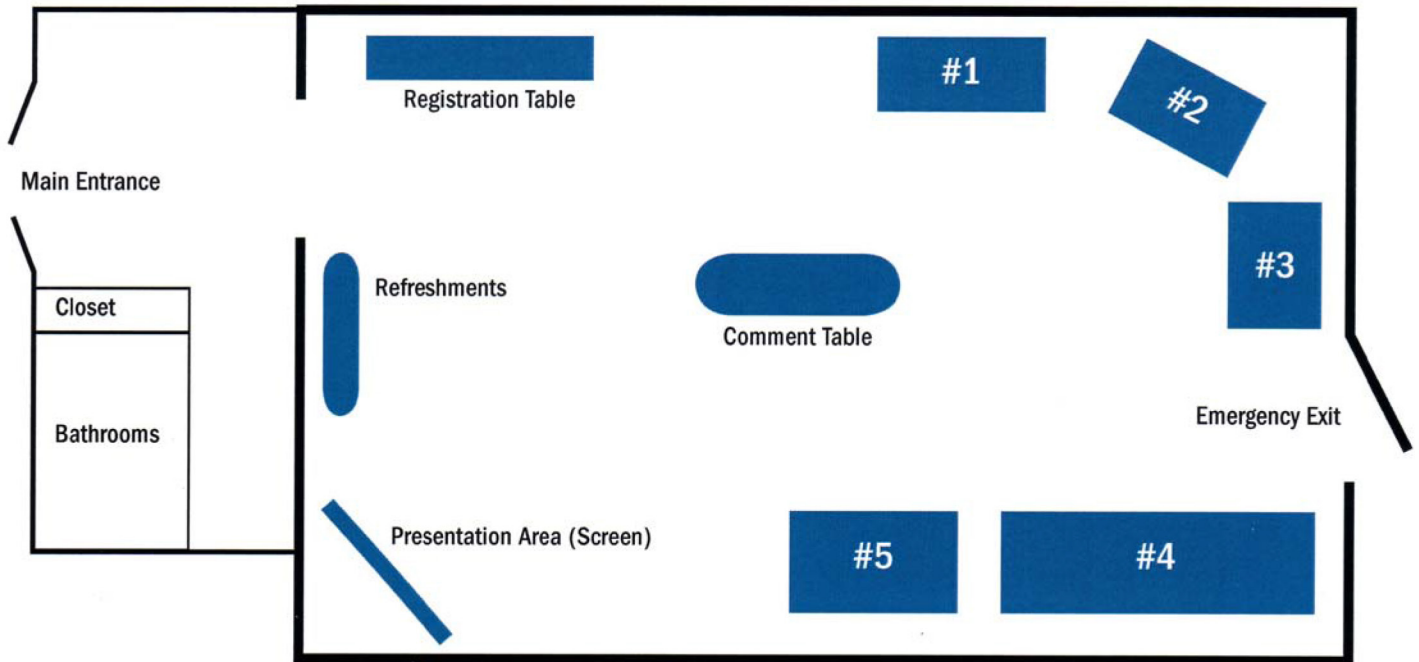 #1
#2
Registration Table
Main Entrance
#3
Refreshments
Closet
Comment Table
Emergency Exit
Bathrooms
Presentation Area (Screen)
#5
#4